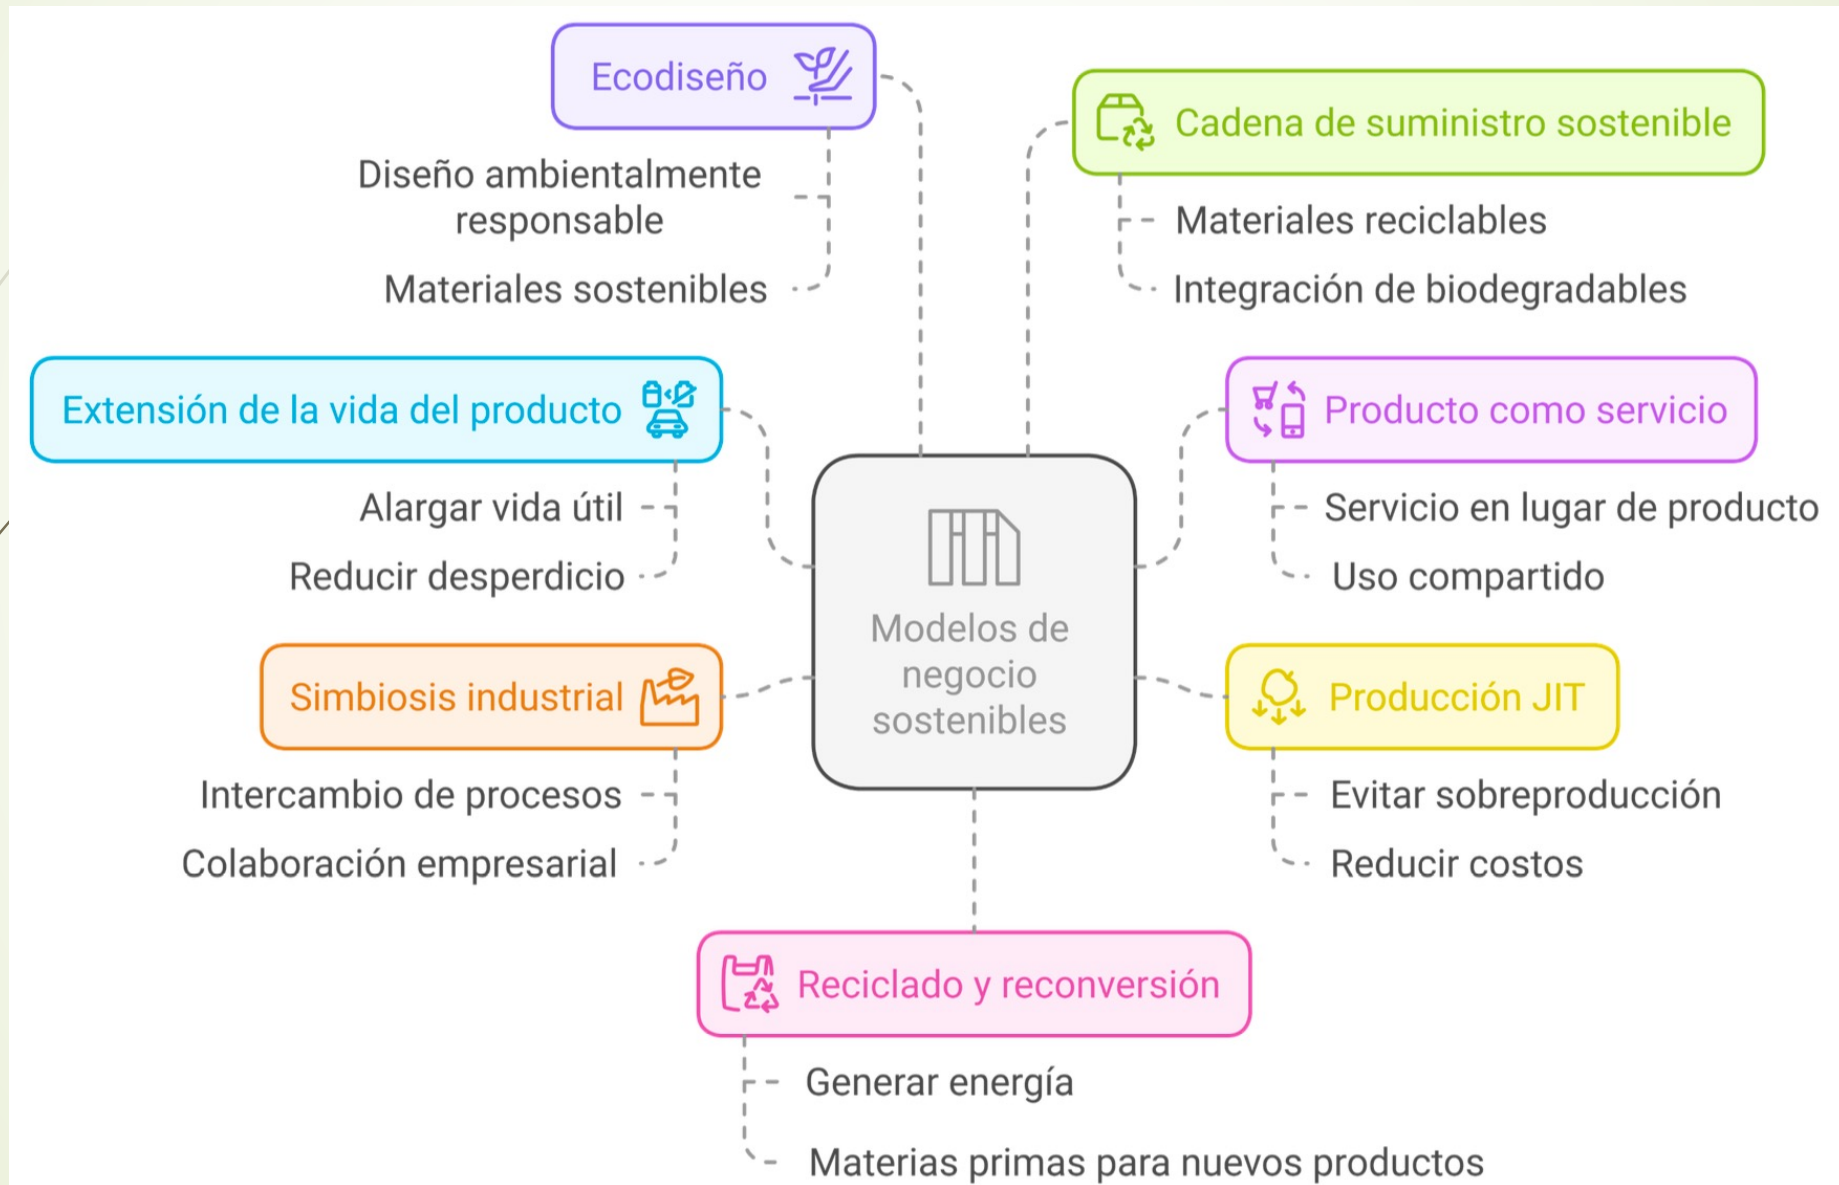 Ecodiseño
Diseño ambientalmente
responsable
Materiales sostenibles
Cadena de suministro sostenible
Materiales reciclables
Integración de biodegradables
Extensión de la vida del producto
Alargar vida útil
Reducir desperdicio
Producto como servicio
Servicio en lugar de producto
Uso compartido
Modelos de
negocio
sostenibles
Simbiosis industrial
Intercambio de procesos
Colaboración empresarial
Producción JIT
Evitar sobreproducción
Reducir costos
Reciclado y reconversión
Generar energía
Materias primas para nuevos productos